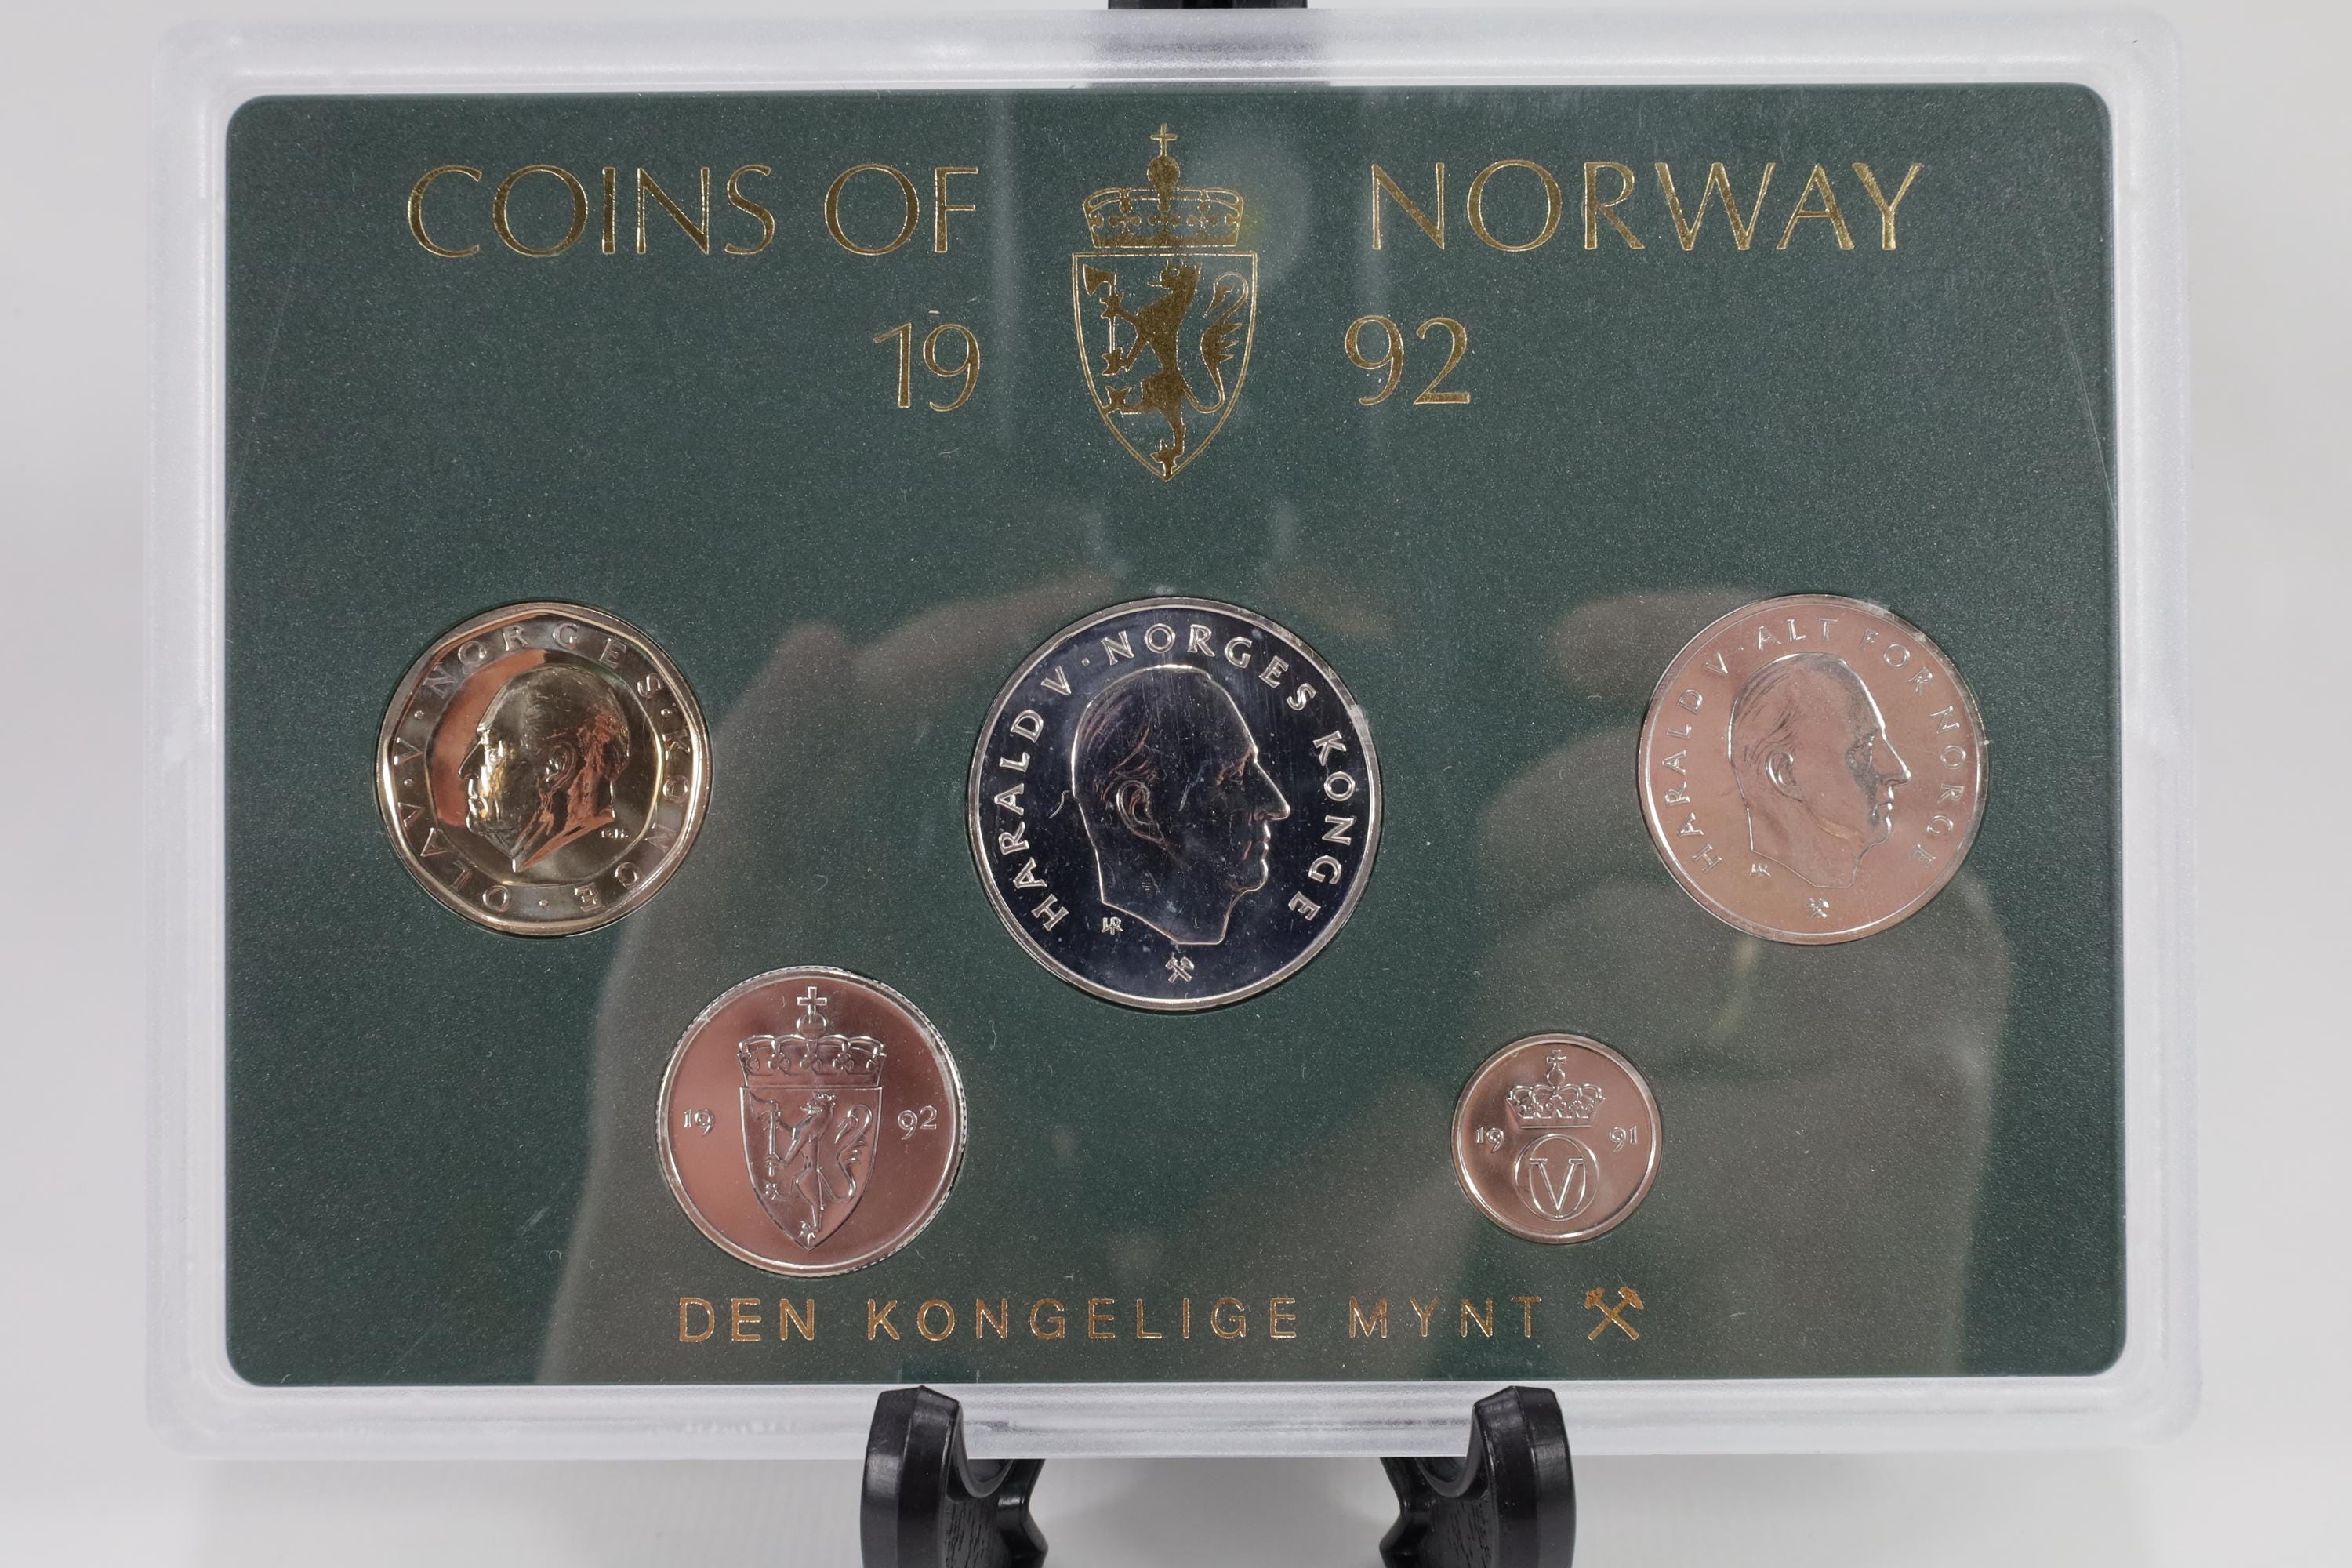 COINS OF NORWAY
19 92
OLAV · V · NORGES · KONGE ·
HARALD V · NORGES KONGE
HARALD V · ALT FOR NORGE
19 92
19 91
V
DEN KONGELIGE MYNT